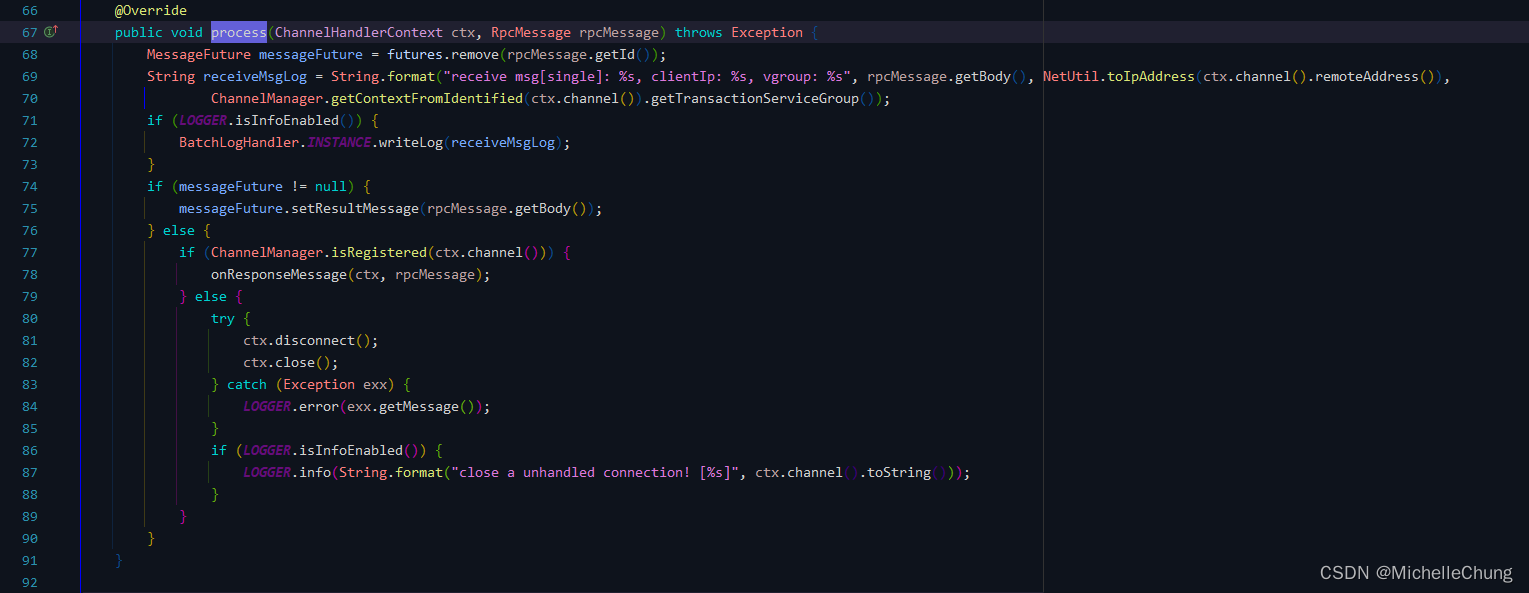 66 @Override
67 public void process(ChannelHandlerContext ctx, RpcMessage rpcMessage) throws Exception {
68 MessageFuture messageFuture = futures.remove(rpcMessage.getId());
69 String receiveMsgLog = String.format("receive msg[single]: %s, clientIp: %s, vgroup: %s", rpcMessage.getBody(), NetUtil.toIpAddress(ctx.channel().remoteAddress()),
70 ChannelManager.getContextFromIdentified(ctx.channel()).getTransactionServiceGroup());
71 if (LOGGER.isInfoEnabled()) {
72 BatchLogHandler.INSTANCE.writeLog(receiveMsgLog);
73 }
74 if (messageFuture != null) {
75 messageFuture.setResultMessage(rpcMessage.getBody());
76 } else {
77 if (ChannelManager.isRegistered(ctx.channel())) {
78 onResponseMessage(ctx, rpcMessage);
79 } else {
80 try {
81 ctx.disconnect();
82 ctx.close();
83 } catch (Exception exx) {
84 LOGGER.error(exx.getMessage());
85 }
86 if (LOGGER.isInfoEnabled()) {
87 LOGGER.info(String.format("close a unhandled connection! [%s]", ctx.channel().toString()));
88 }
89 }
90 }
91 }
92
CSDN @MichelleChung